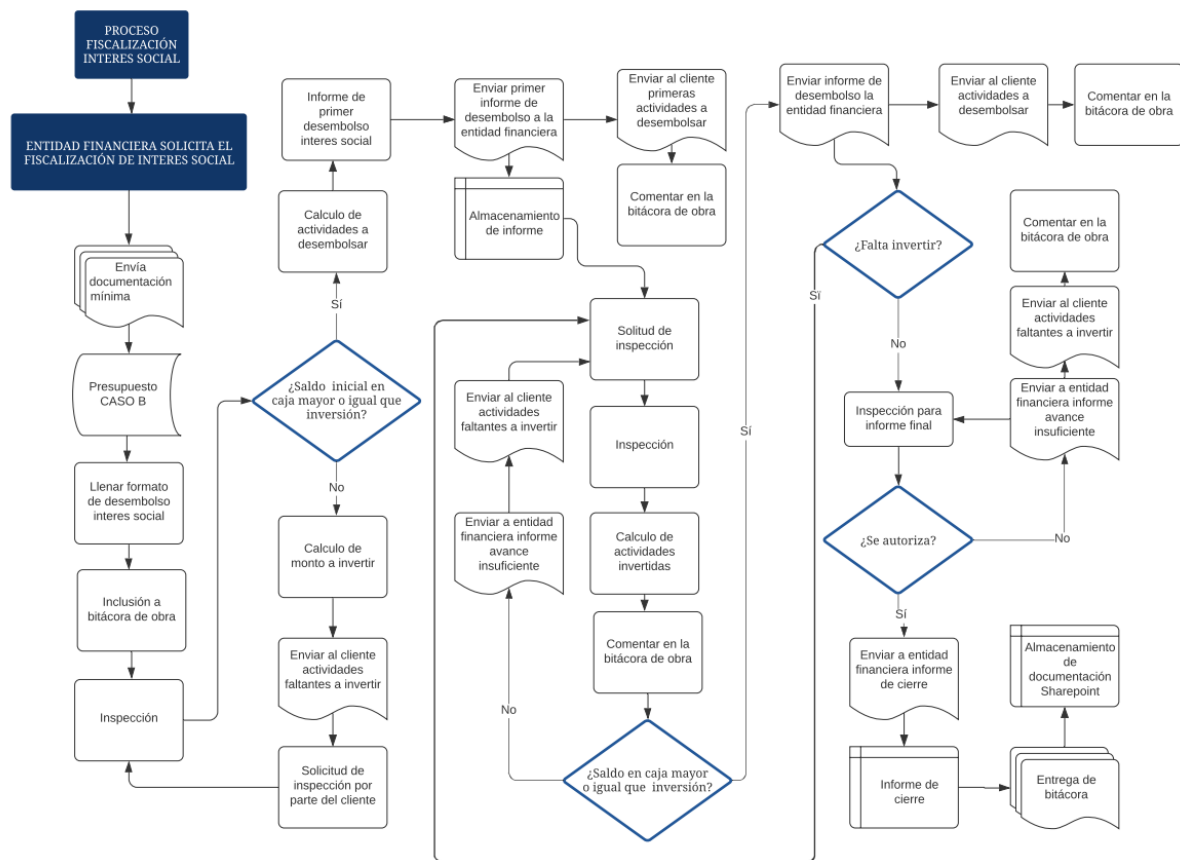 PROCESO
FISCALIZACIÓN
INTERES SOCIAL
ENTIDAD FINANCIERA SOLICITA EL
FISCALIZACIÓN DE INTERES SOCIAL
Envía
documentación
mínima
Presupuesto
CASO B
Llenar formato
de desembolso
interes social
Inclusión a
bitácora de obra
Inspección
¿Saldo inicial en
caja mayor o igual que
inversión?
Sí
Calculo de
actividades a
desembolsar
Informe de
primer
desembolso
interes social
No
Calculo de
monto a
invertir
Enviar al cliente
actividades
faltantes a invertir
Solicitud de
inspección por
parte del cliente
Enviar primer
informe de
desembolso a la
entidad financiera
Enviar al cliente
primeras
actividades a
desembolsar
Comentar en la
bitácora de obra
Almacenamiento
de informe
Solitud de
inspección
Inspección
Calculo de
actividades
invertidas
Comentar en la
bitácora de obra
¿Saldo en caja mayor
o igual que inversión?
No
Enviar a entidad
financiera informe
avance
insuficiente
Enviar al cliente
actividades
faltantes a invertir
Sí
Enviar informe de
desembolso la
entidad financiera
Enviar al cliente
actividades a
desembolsar
Comentar en la
bitácora de obra
¿Falta invertir?
Sí
No
Inspección para
informe final
¿Se autoriza?
No
Enviar a entidad
financiera informe
avance
insuficiente
Enviar al cliente
actividades
faltantes a invertir
Comentar en la
bitácora de obra
Sí
Enviar a entidad
financiera informe
de cierre
Informe de
cierre
Entrega de
bitácora
Almacenamiento
de
documentación
Sharepoint